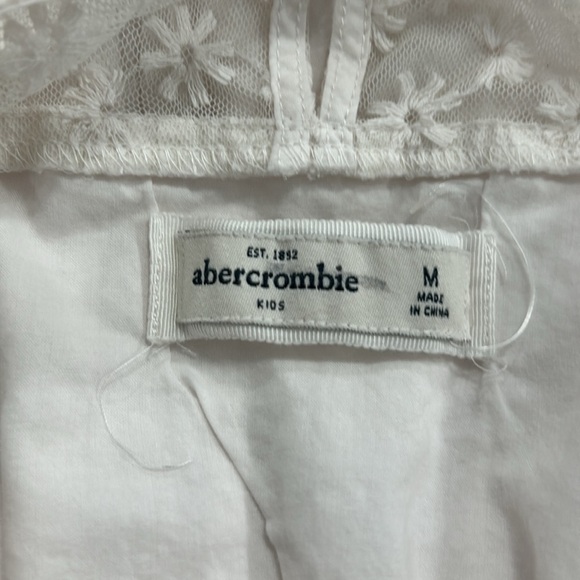 EST. 1892
abercrombie
KIDS
M
MADE
IN CHINA